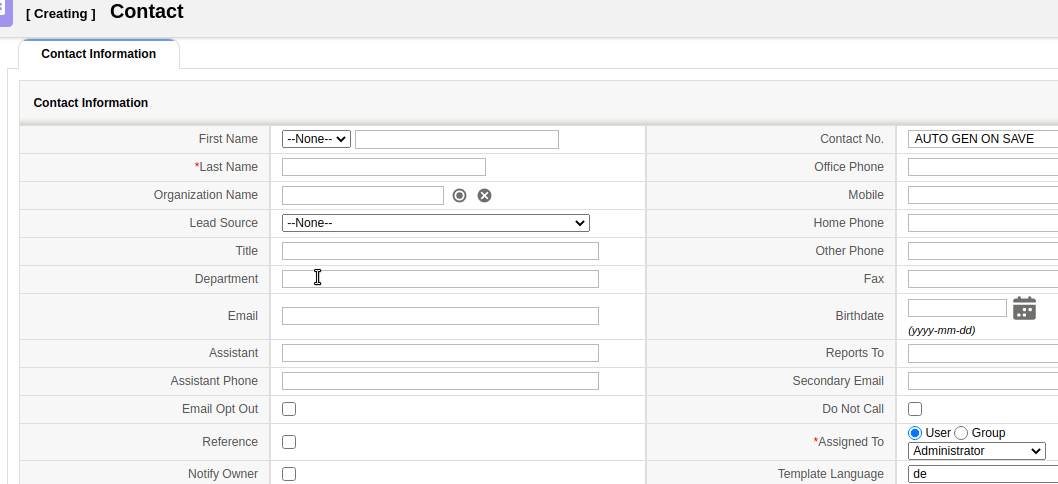 [ Creating ] Contact
Contact Information
Contact Information
First Name --None-- Contact No. AUTO GEN ON SAVE
*Last Name Office Phone
Organization Name Mobile
Lead Source --None-- Home Phone
Title Other Phone
Department Fax
Email Birthdate
(yyyy-mm-dd)
Assistant Reports To
Assistant Phone Secondary Email
Email Opt Out Do Not Call
User Group
Reference *Assigned To
Administrator
Notify Owner Template Language de